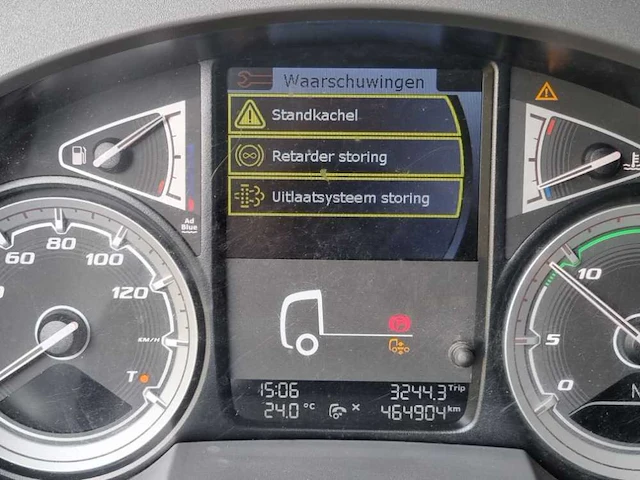 Waarschuwingen
Standkachel
Retarder storing
Uitlaatsysteem storing
60
80
100
120
KM/H
T
Ad
Blue
15:06
3244.3 Trip
24.0 °C
464904 km
10
5
0
N